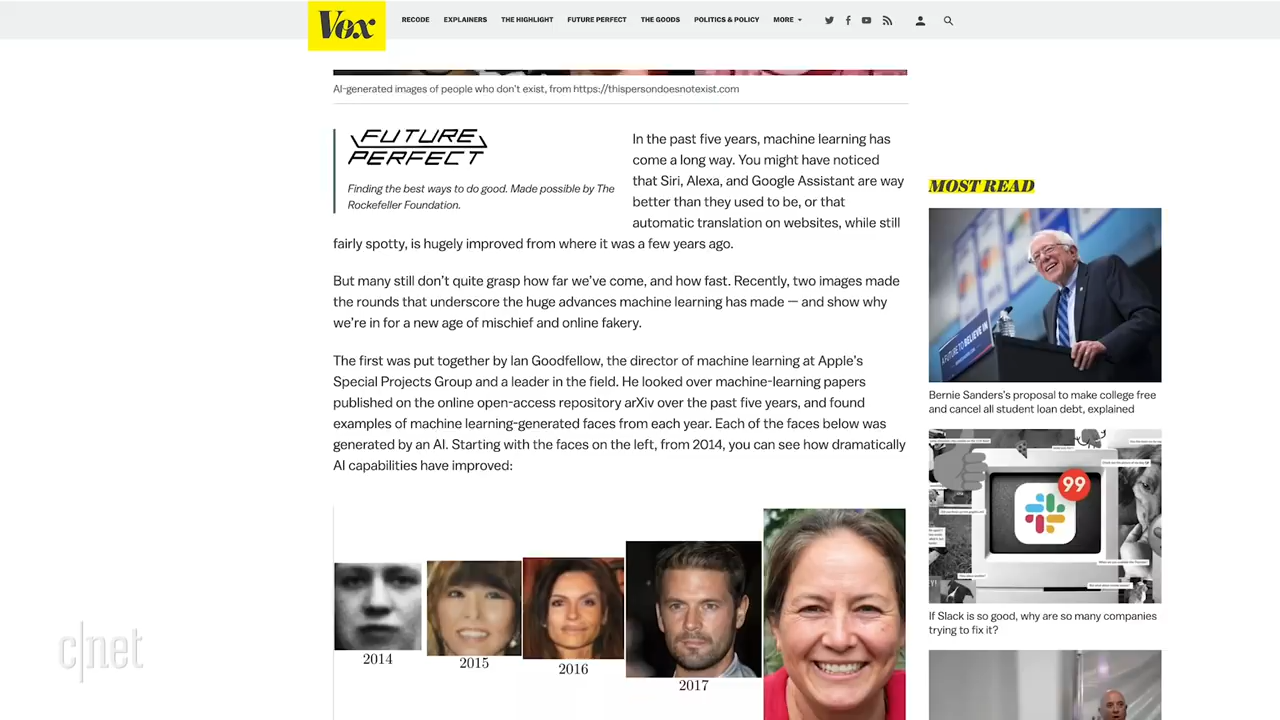 Vox
RECODE
EXPLAINERS
THE HIGHLIGHT
FUTURE PERFECT
THE GOODS
POLITICS & POLICY
MORE
AI-generated images of people who don't exist, from https://thispersondoesnotexist.com
FUTURE
PERFECT
Finding the best ways to do good. Made possible by The
Rockefeller Foundation.
In the past five years, machine learning has
come a long way. You might have noticed
that Siri, Alexa, and Google Assistant are way
better than they used to be, or that
automatic translation on websites, while still
fairly spotty, is hugely improved from where it was a few years ago.
But many still don't quite grasp how far we've come, and how fast. Recently, two images made
the rounds that underscore the huge advances machine learning has made — and show why
we're in for a new age of mischief and online fakery.
The first was put together by Ian Goodfellow, the director of machine learning at Apple's
Special Projects Group and a leader in the field. He looked over machine-learning papers
published on the online open-access repository arXiv over the past five years, and found
examples of machine learning-generated faces from each year. Each of the faces below was
generated by an AI. Starting with the faces on the left, from 2014, you can see how dramatically
AI capabilities have improved:
2014
2015
2016
2017
MOST READ
A FUTURE TO BELIEVE IN
Bernie Sanders's proposal to make college free
and cancel all student loan debt, explained
99
If Slack is so good, why are so many companies
trying to fix it?
c|net